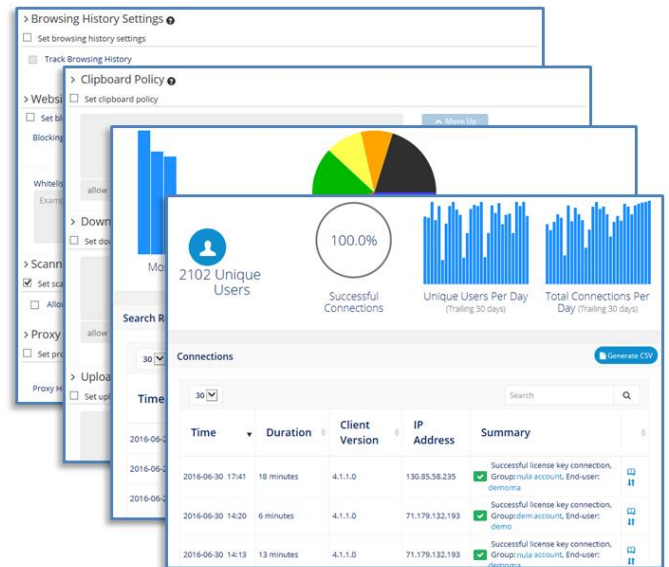 > Browsing History Settings
Set browsing history settings
Track Browsing History
> Clipboard Policy
Set clipboard policy
Move Up
Blocking
Whitelis
allow
> Down
Set dov
> Scann
Set sca
Allo
> Proxy
Set pro
Proxy H
allow
> Uploa
Set upl
Mo
Search R
30
Time
2016-06-2
2016-06-2
2016-06-2
2102 Unique
Users
100.0%
Successful
Connections
Unique Users Per Day
(Trailing 30 days)
Total Connections Per
Day (Trailing 30 days)
Connections
Generate CSV
30
Search
Time
Duration
Client
Version
IP
Address
Summary
2016-06-30 17:41
18 minutes
4.1.1.0
130.85.58.235
Successful license key connection,
Group: nula account, End-user:
demoma
2016-06-30 14:20
6 minutes
4.1.1.0
71.179.132.193
Successful license key connection,
Group: dem account, End-user:
demo
2016-06-30 14:13
13 minutes
4.1.1.0
71.179.132.193
Successful license key connection,
Group: nula account, End-user:
demoma